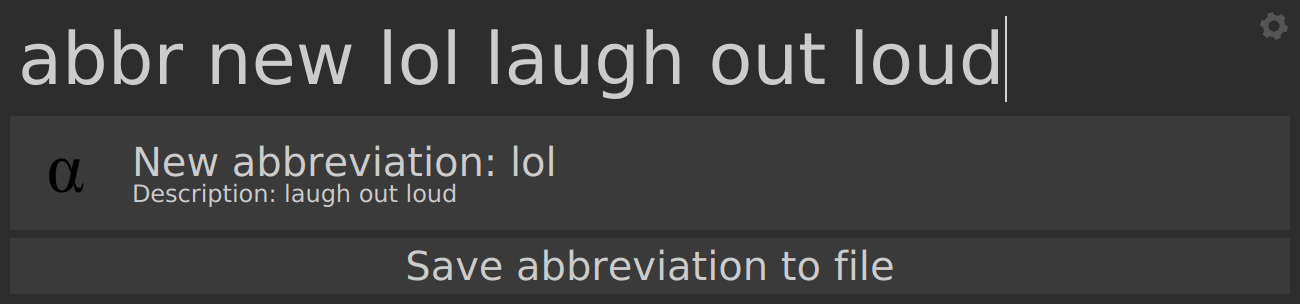 abbr new lol laugh out loud
α
New abbreviation: lol
Description: laugh out loud
Save abbreviation to file